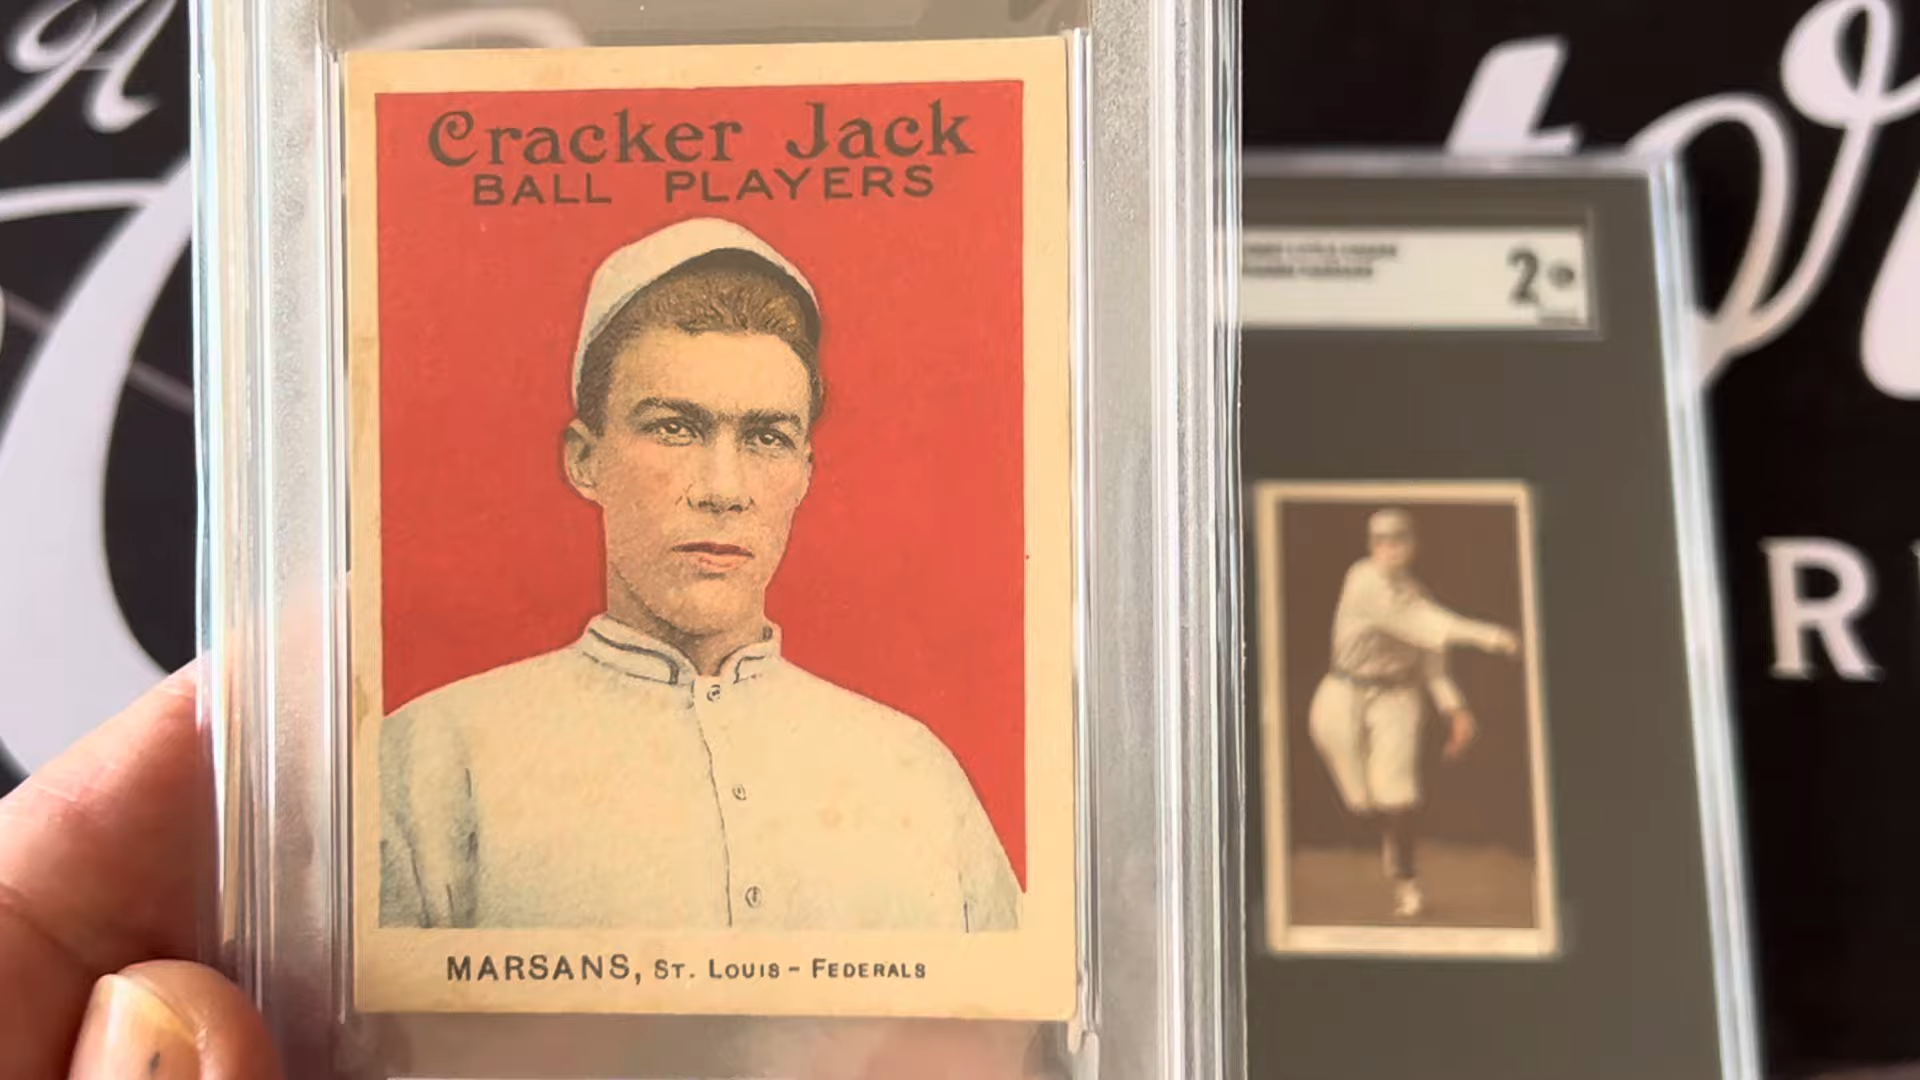 Cracker Jack
BALL PLAYERS
MARSANS, ST. LOUIS - FEDERALS
2
R